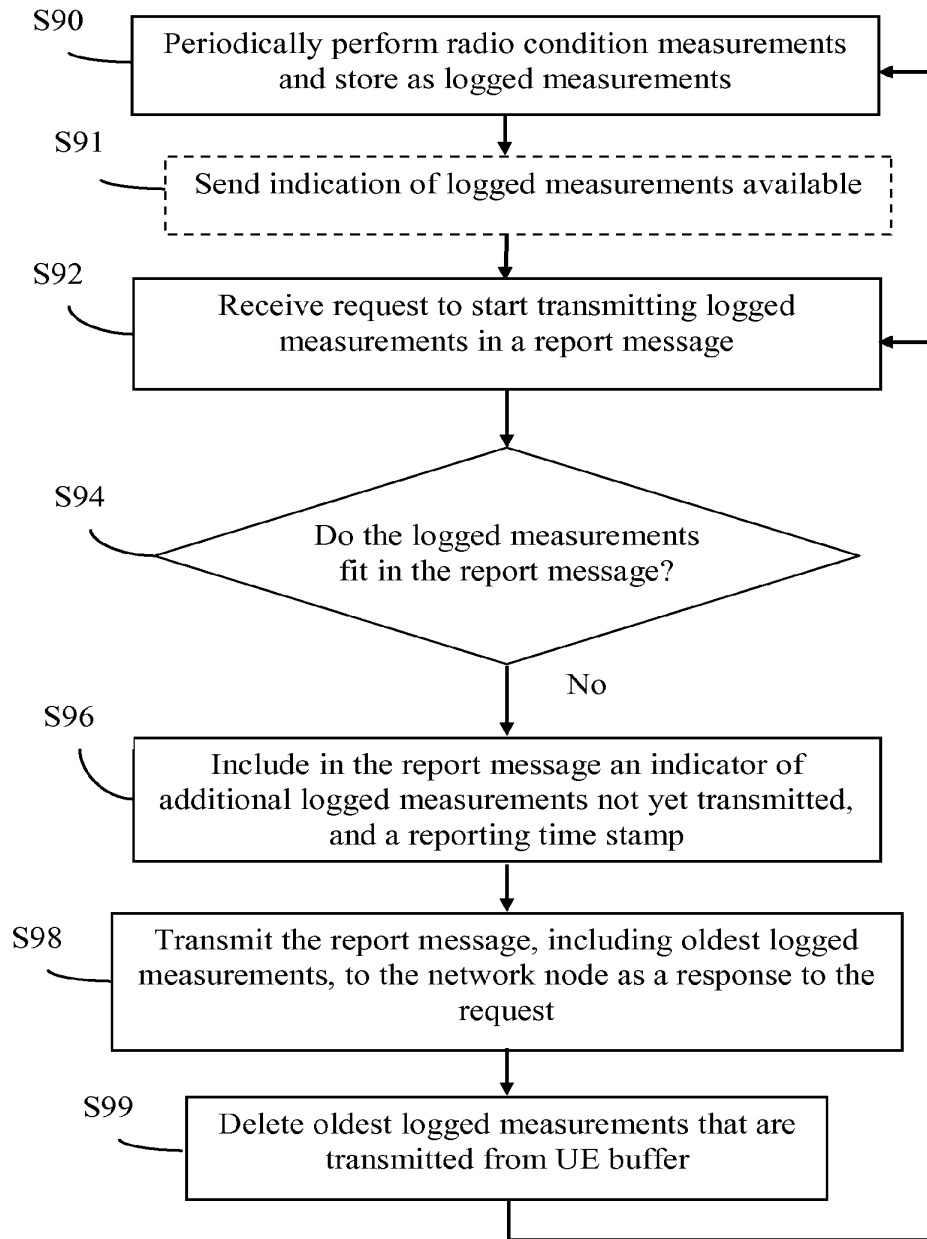 S90
Periodically perform radio condition measurements
and store as logged measurements
S91
Send indication of logged measurements available
S92
Receive request to start transmitting logged
measurements in a report message
S94
Do the logged measurements
fit in the report message?
No
S96
Include in the report message an indicator of
additional logged measurements not yet transmitted,
and a reporting time stamp
S98
Transmit the report message, including oldest logged
measurements, to the network node as a response to the
request
S99
Delete oldest logged measurements that are
transmitted from UE buffer